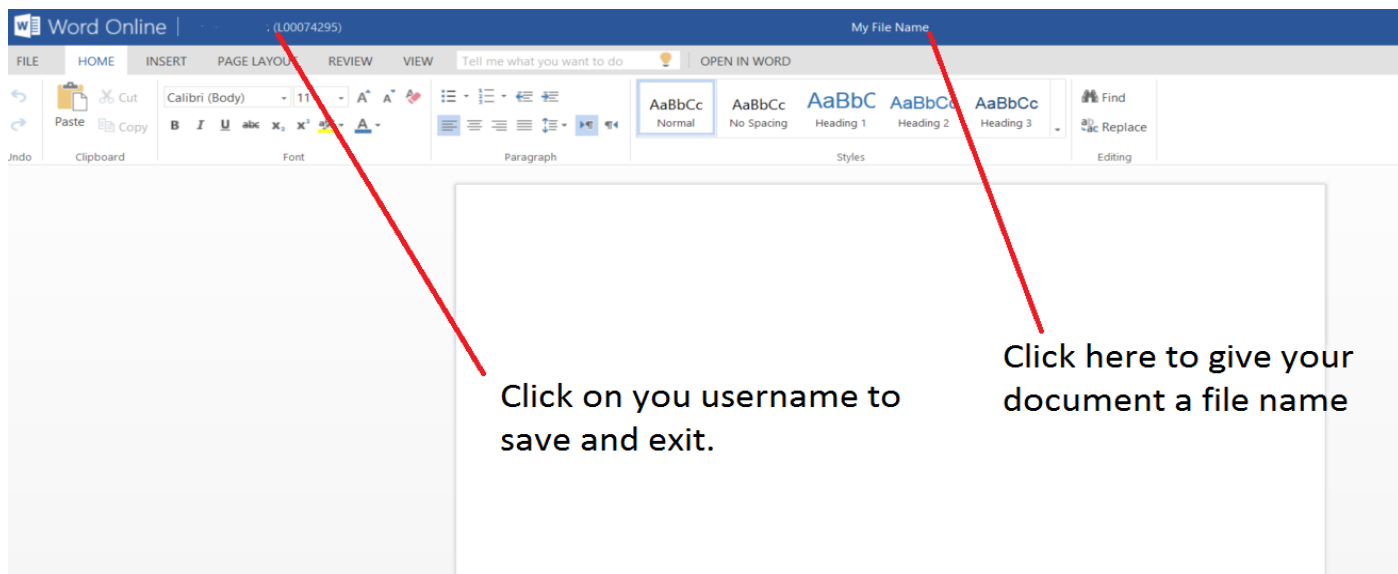 Word Online (L00074295) My File Name
FILE HOME INSERT PAGE LAYOUT REVIEW VIEW Tell me what you want to do OPEN IN WORD
Cut Calibri (Body) 11 AaBbCc AaBbCc AaBbC AaBbCc AaBbCc Find
Paste Copy B I U abc Normal No Spacing Heading 1 Heading 2 Heading 3 Replace
Undo Clipboard Font Paragraph Styles Editing
Click here to give your
document a file name
Click on you username to
save and exit.